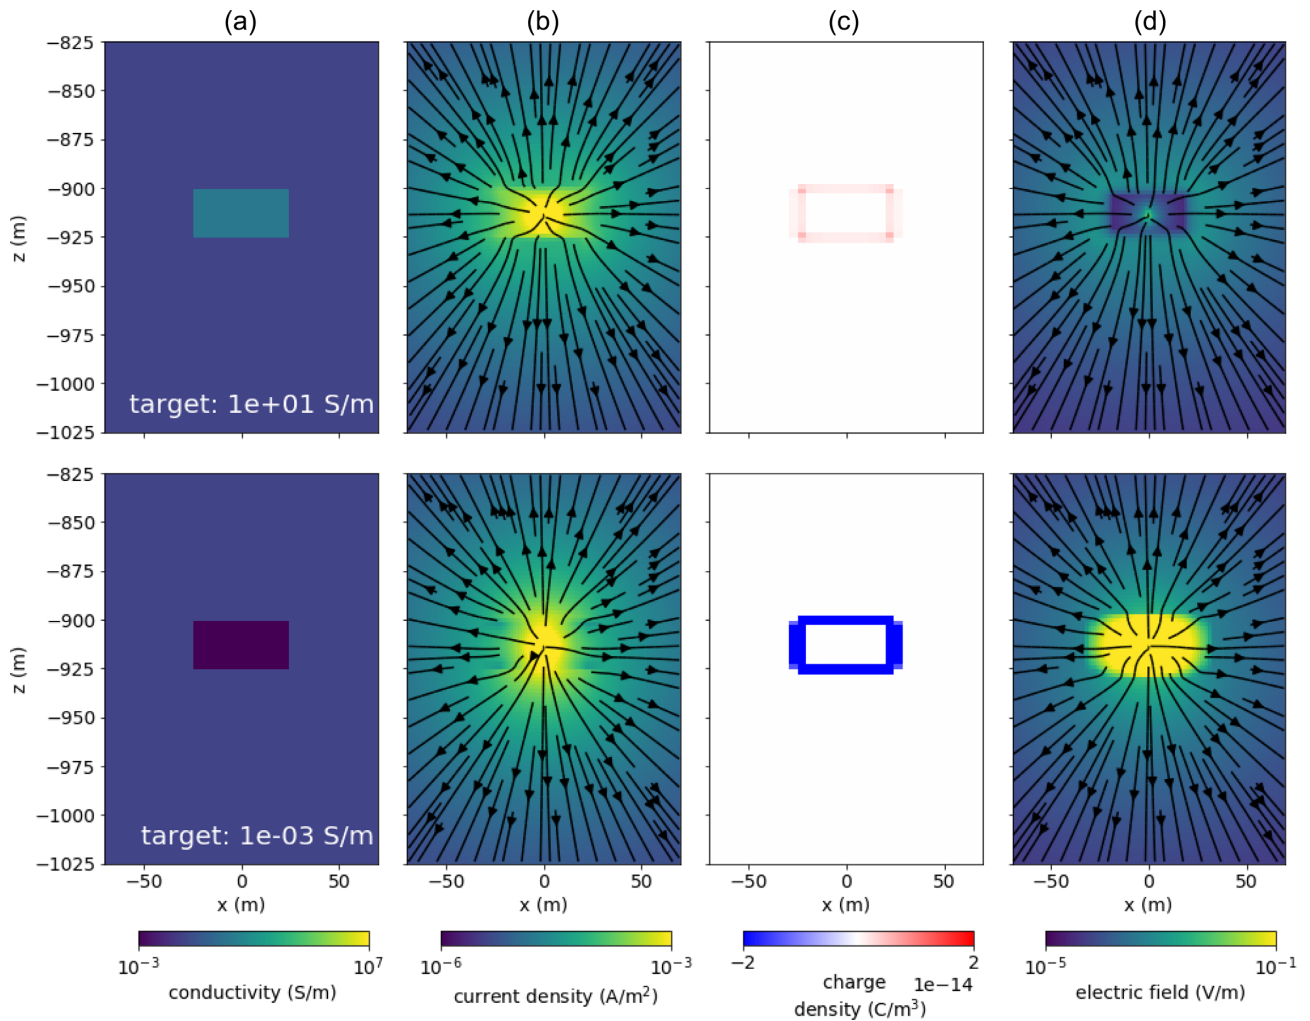 (a) (b) (c) (d)
−825
−850
−875
−900
z (m)
−925
−950
−975
−1000
target: 1e+01 S/m
−1025
−825
−850
−875
−900
z (m)
−925
−950
−975
−1000
target: 1e-03 S/m
−1025
−50 0 50 −50 0 50 −50 0 50 −50 0 50
x (m) x (m) x (m) x (m)
10⁻³ 10⁷ 10⁻⁶ 10⁻³ −2 2 10⁻⁵ 10⁻¹
conductivity (S/m) current density (A/m²) charge 1e−14 electric field (V/m)
density (C/m³)